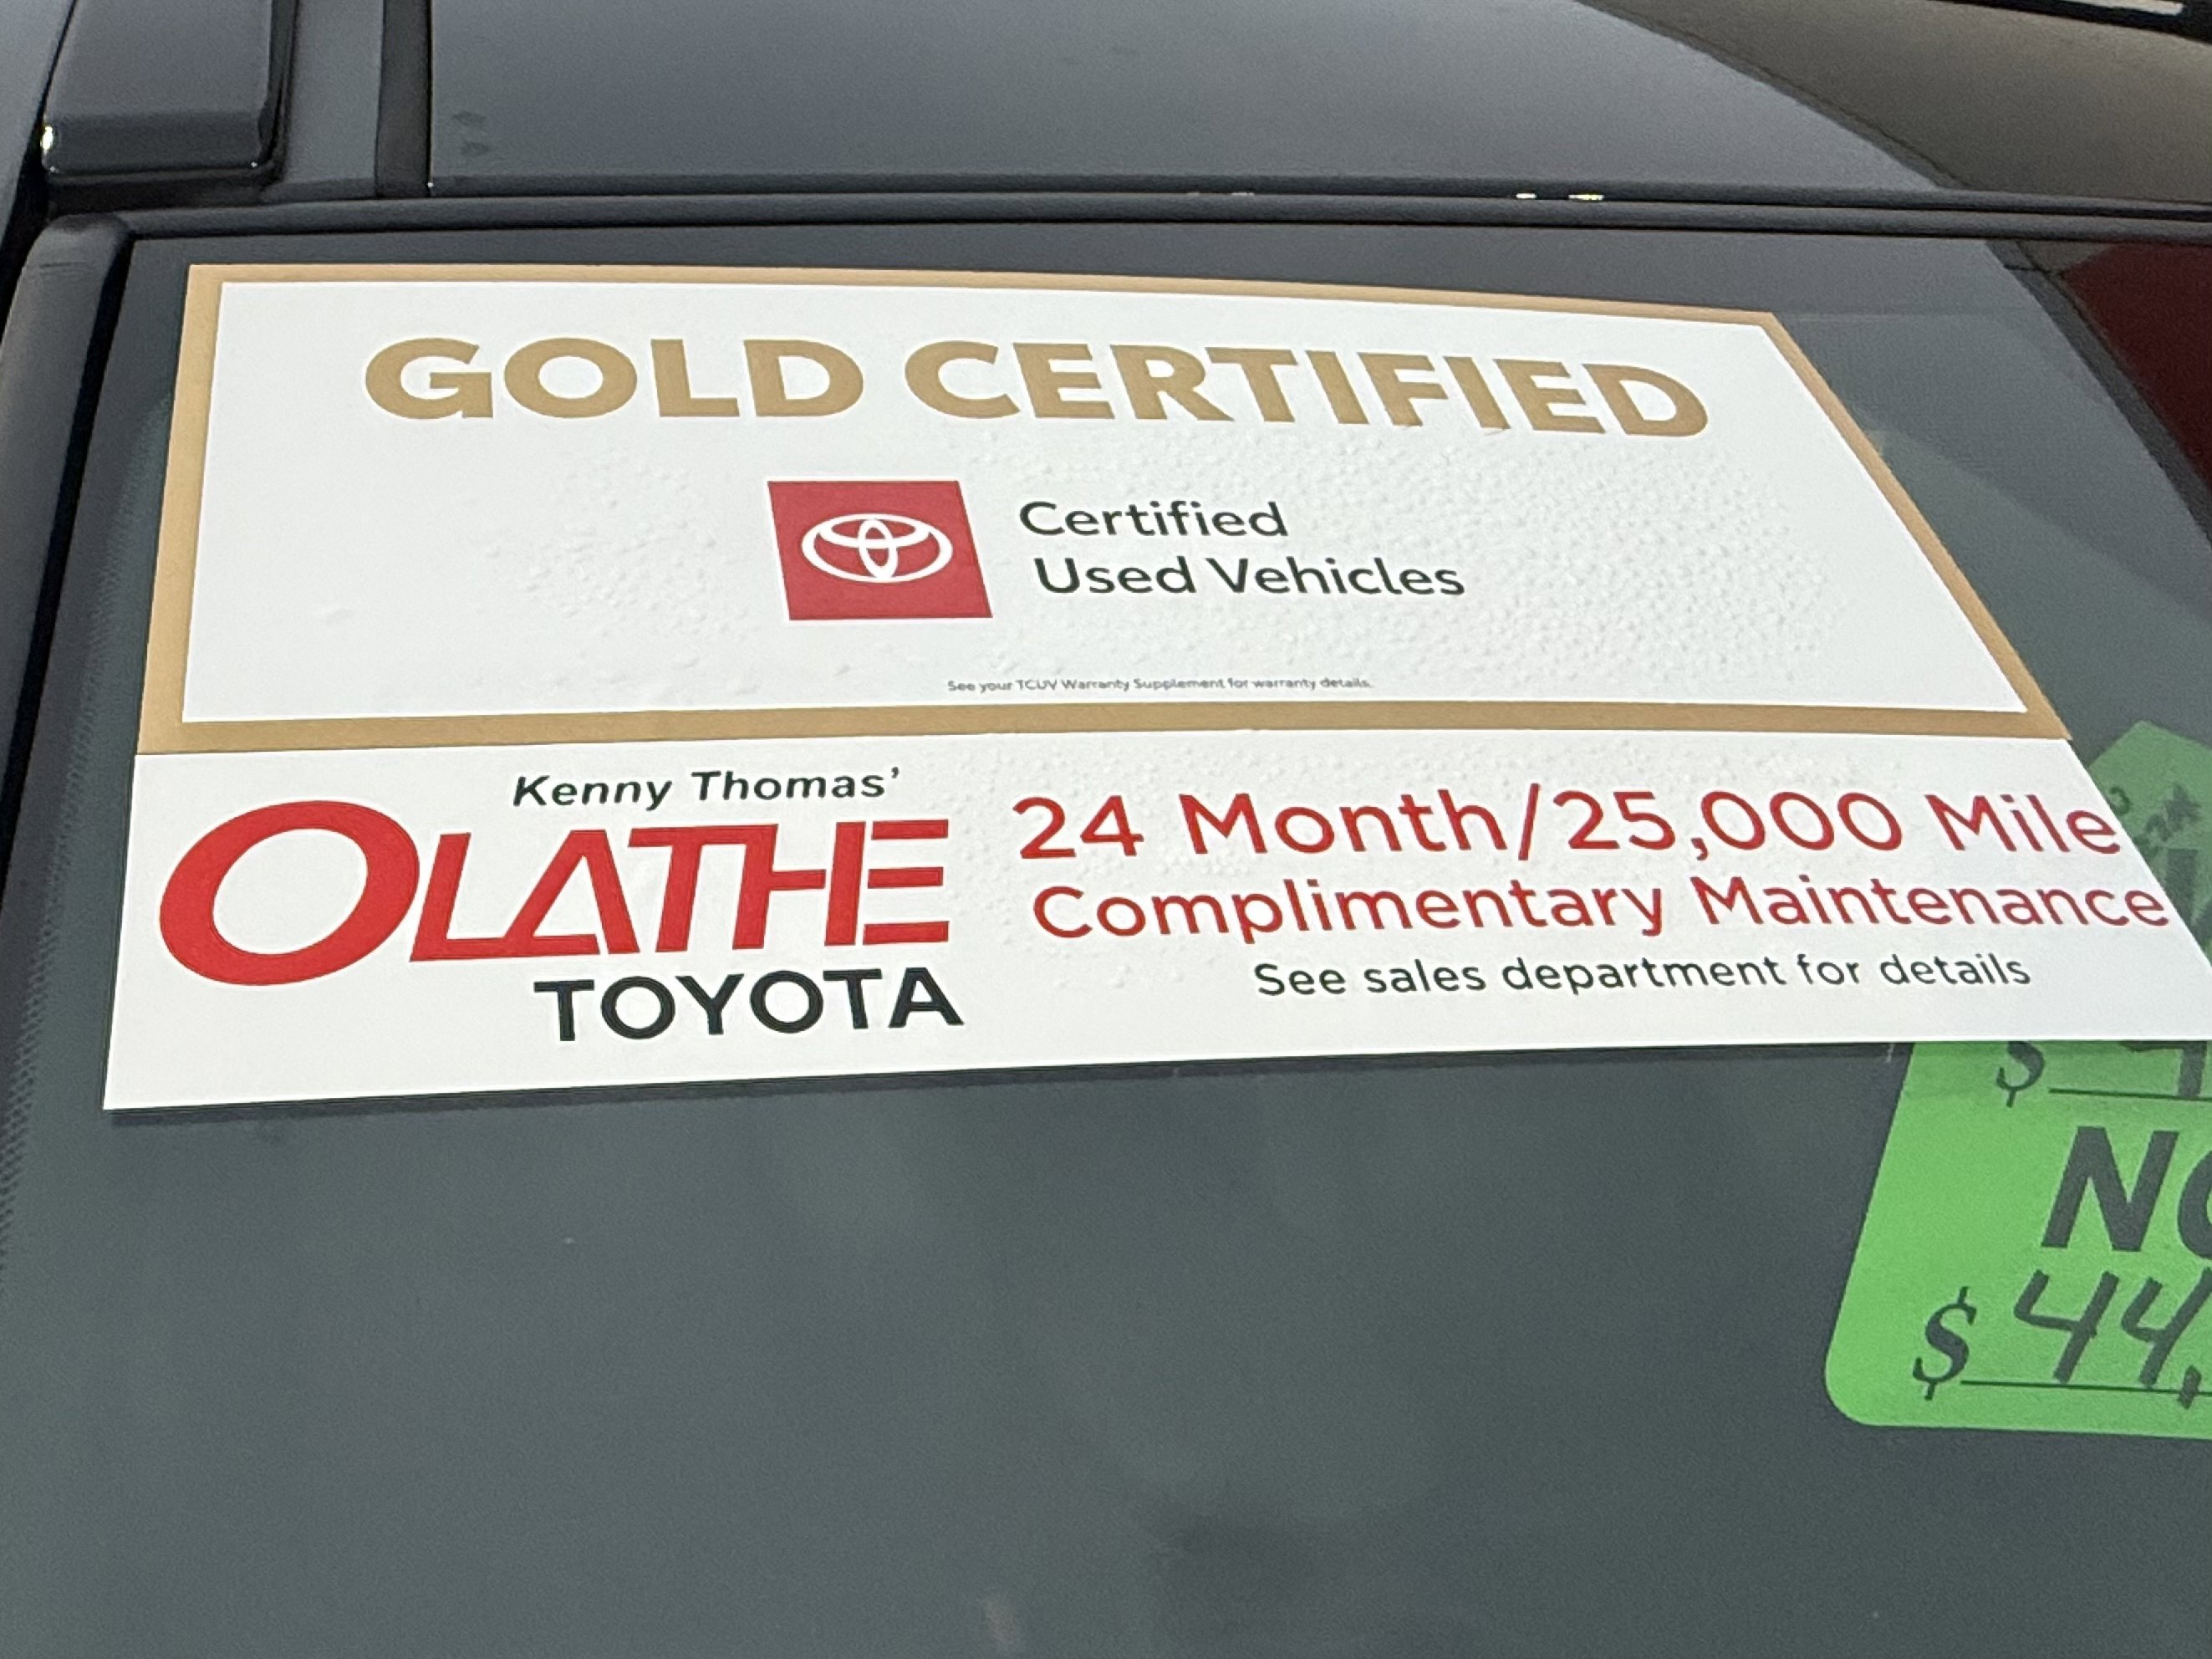 GOLD CERTIFIED
Certified
Used Vehicles
See your TCUV Warranty Supplement for warranty details.
Kenny Thomas'
OLATHE
TOYOTA
24 Month/25,000 Mile
Complimentary Maintenance
See sales department for details
$
$ 44,